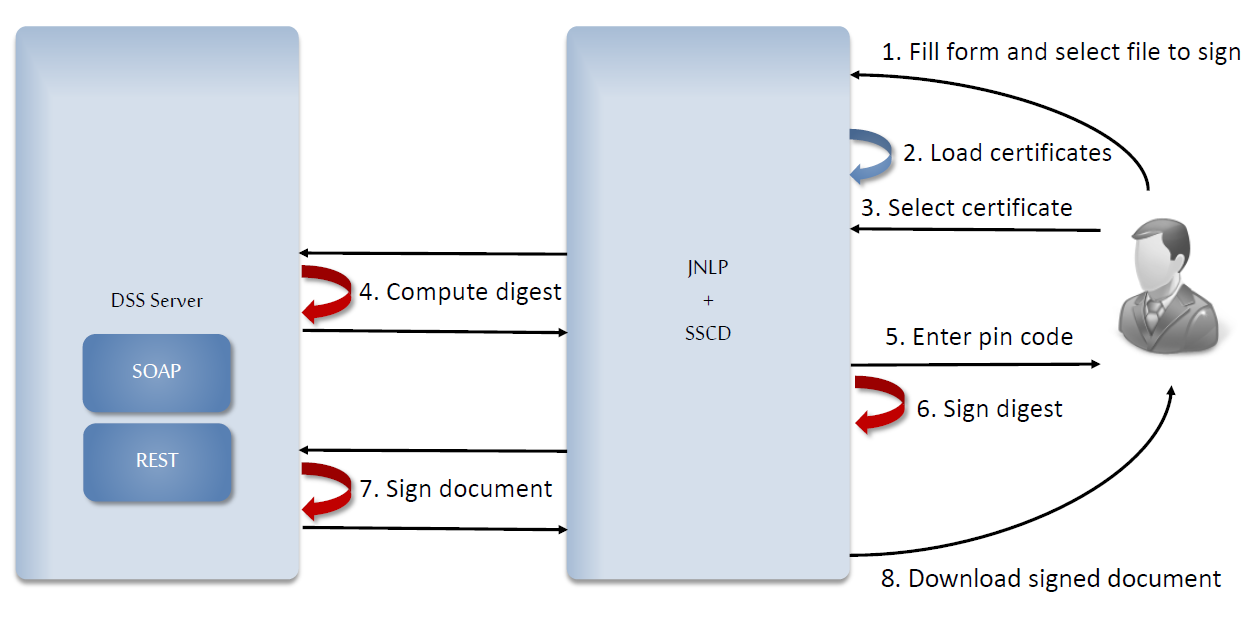 1. Fill form and select file to sign
2. Load certificates
3. Select certificate
DSS Server
SOAP
REST
4. Compute digest
JNLP
+
SSCD
5. Enter pin code
6. Sign digest
7. Sign document
8. Download signed document